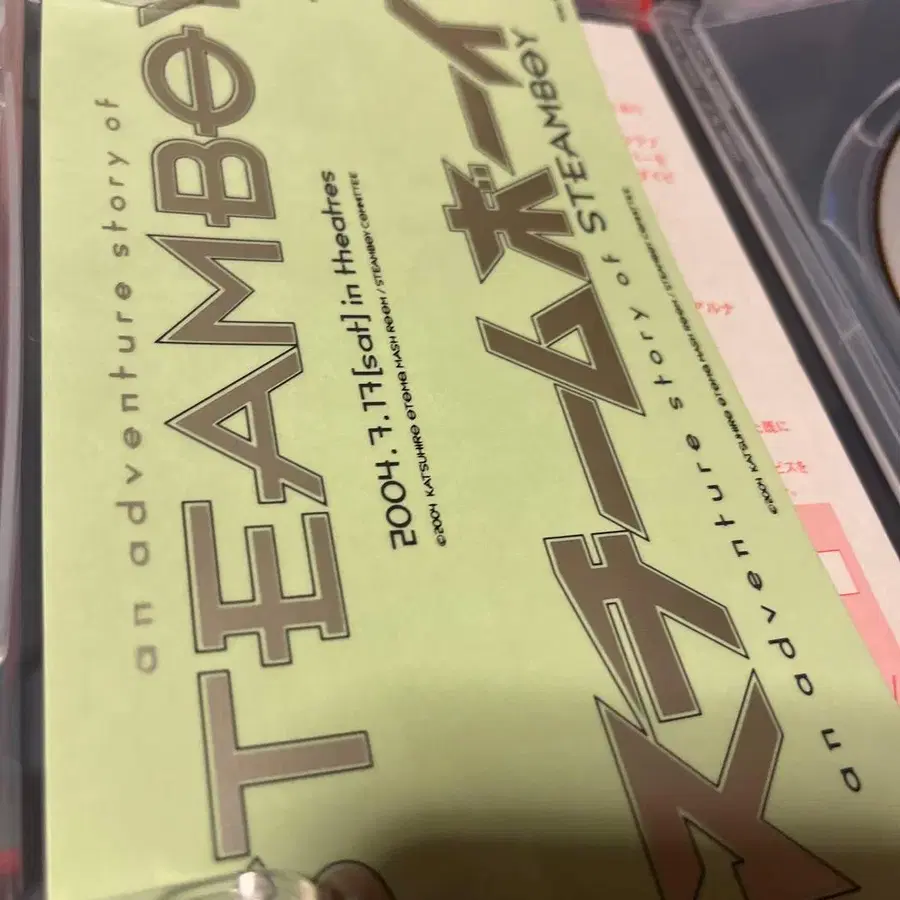 an adventure story of
TEAMBOY
2004. 7.17[sat] in theatres
©2004 KATSUHIRO OTOMO MASH ROOM / STEAMBOY COMMITTEE
スチームボーイ
an adventure story of STEAMBOY
©2004 KATSUHIRO OTOMO MASH ROOM / STEAMBOY COMMITTEE